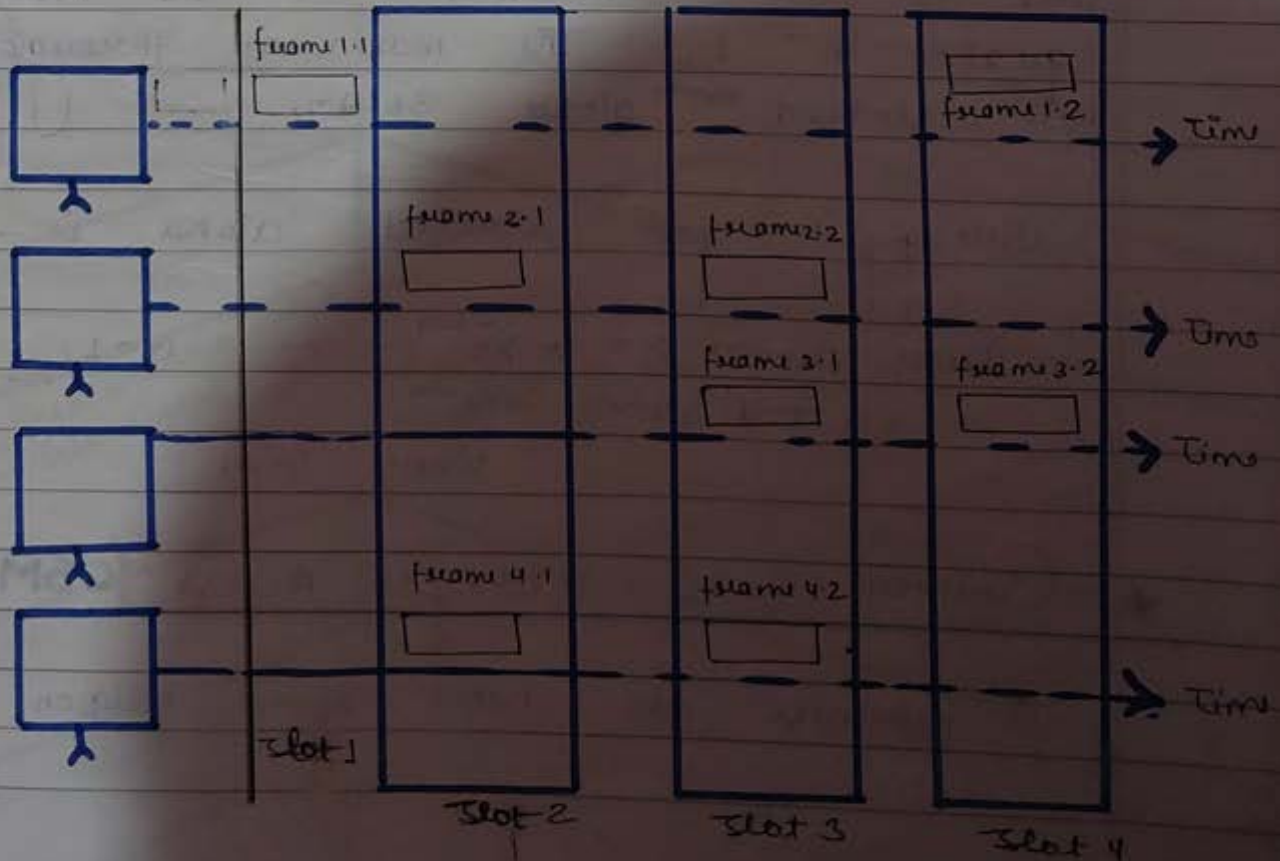 frame 1.1
frame 1.2
Time
frame 2.1
frame 2.2
Time
frame 3.1
frame 3.2
Time
frame 4.1
frame 4.2
Time
Slot 1
Slot 2
Slot 3
Slot 4